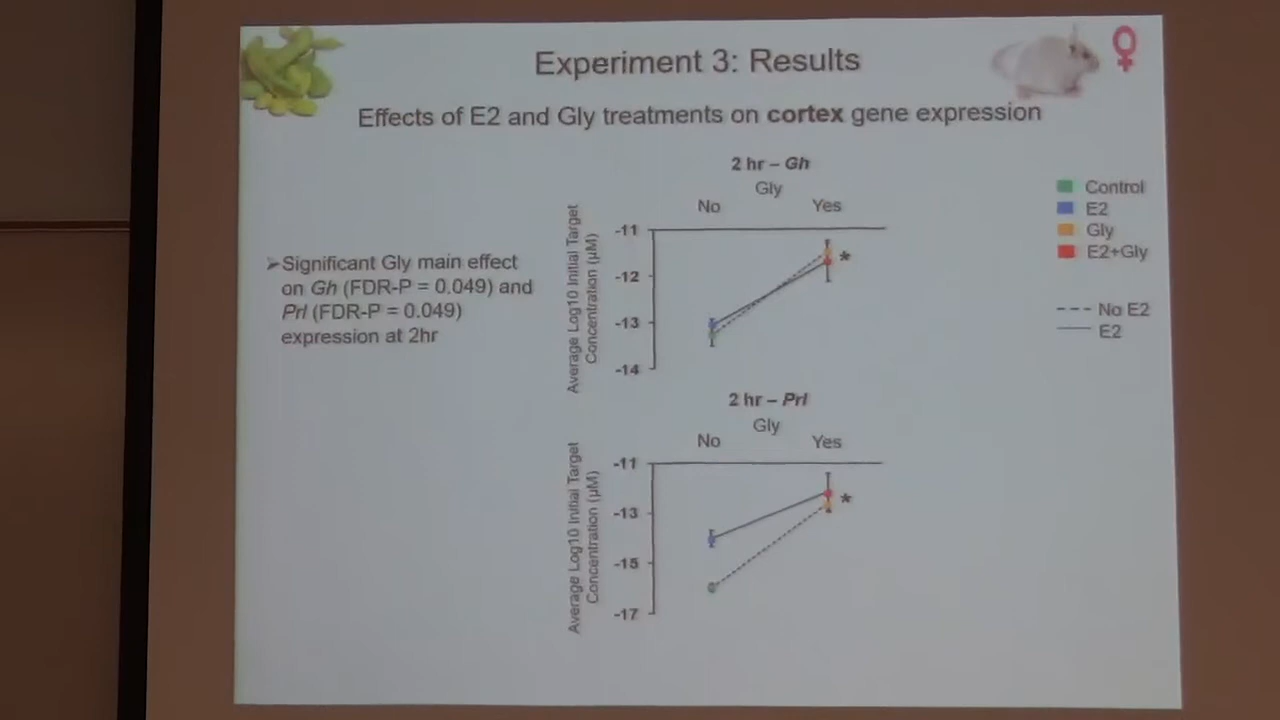 Experiment 3: Results
Effects of E2 and Gly treatments on cortex gene expression
➢Significant Gly main effect
on Gh (FDR-P = 0.049) and
Prl (FDR-P = 0.049)
expression at 2hr
2 hr – Gh
Gly
No Yes
Average Log10 Initial Target
Concentration (µM)
-11
-12
-13
-14
*
2 hr – Prl
Gly
No Yes
Average Log10 Initial Target
Concentration (µM)
-11
-13
-15
-17
*
Control
E2
Gly
E2+Gly
No E2
E2